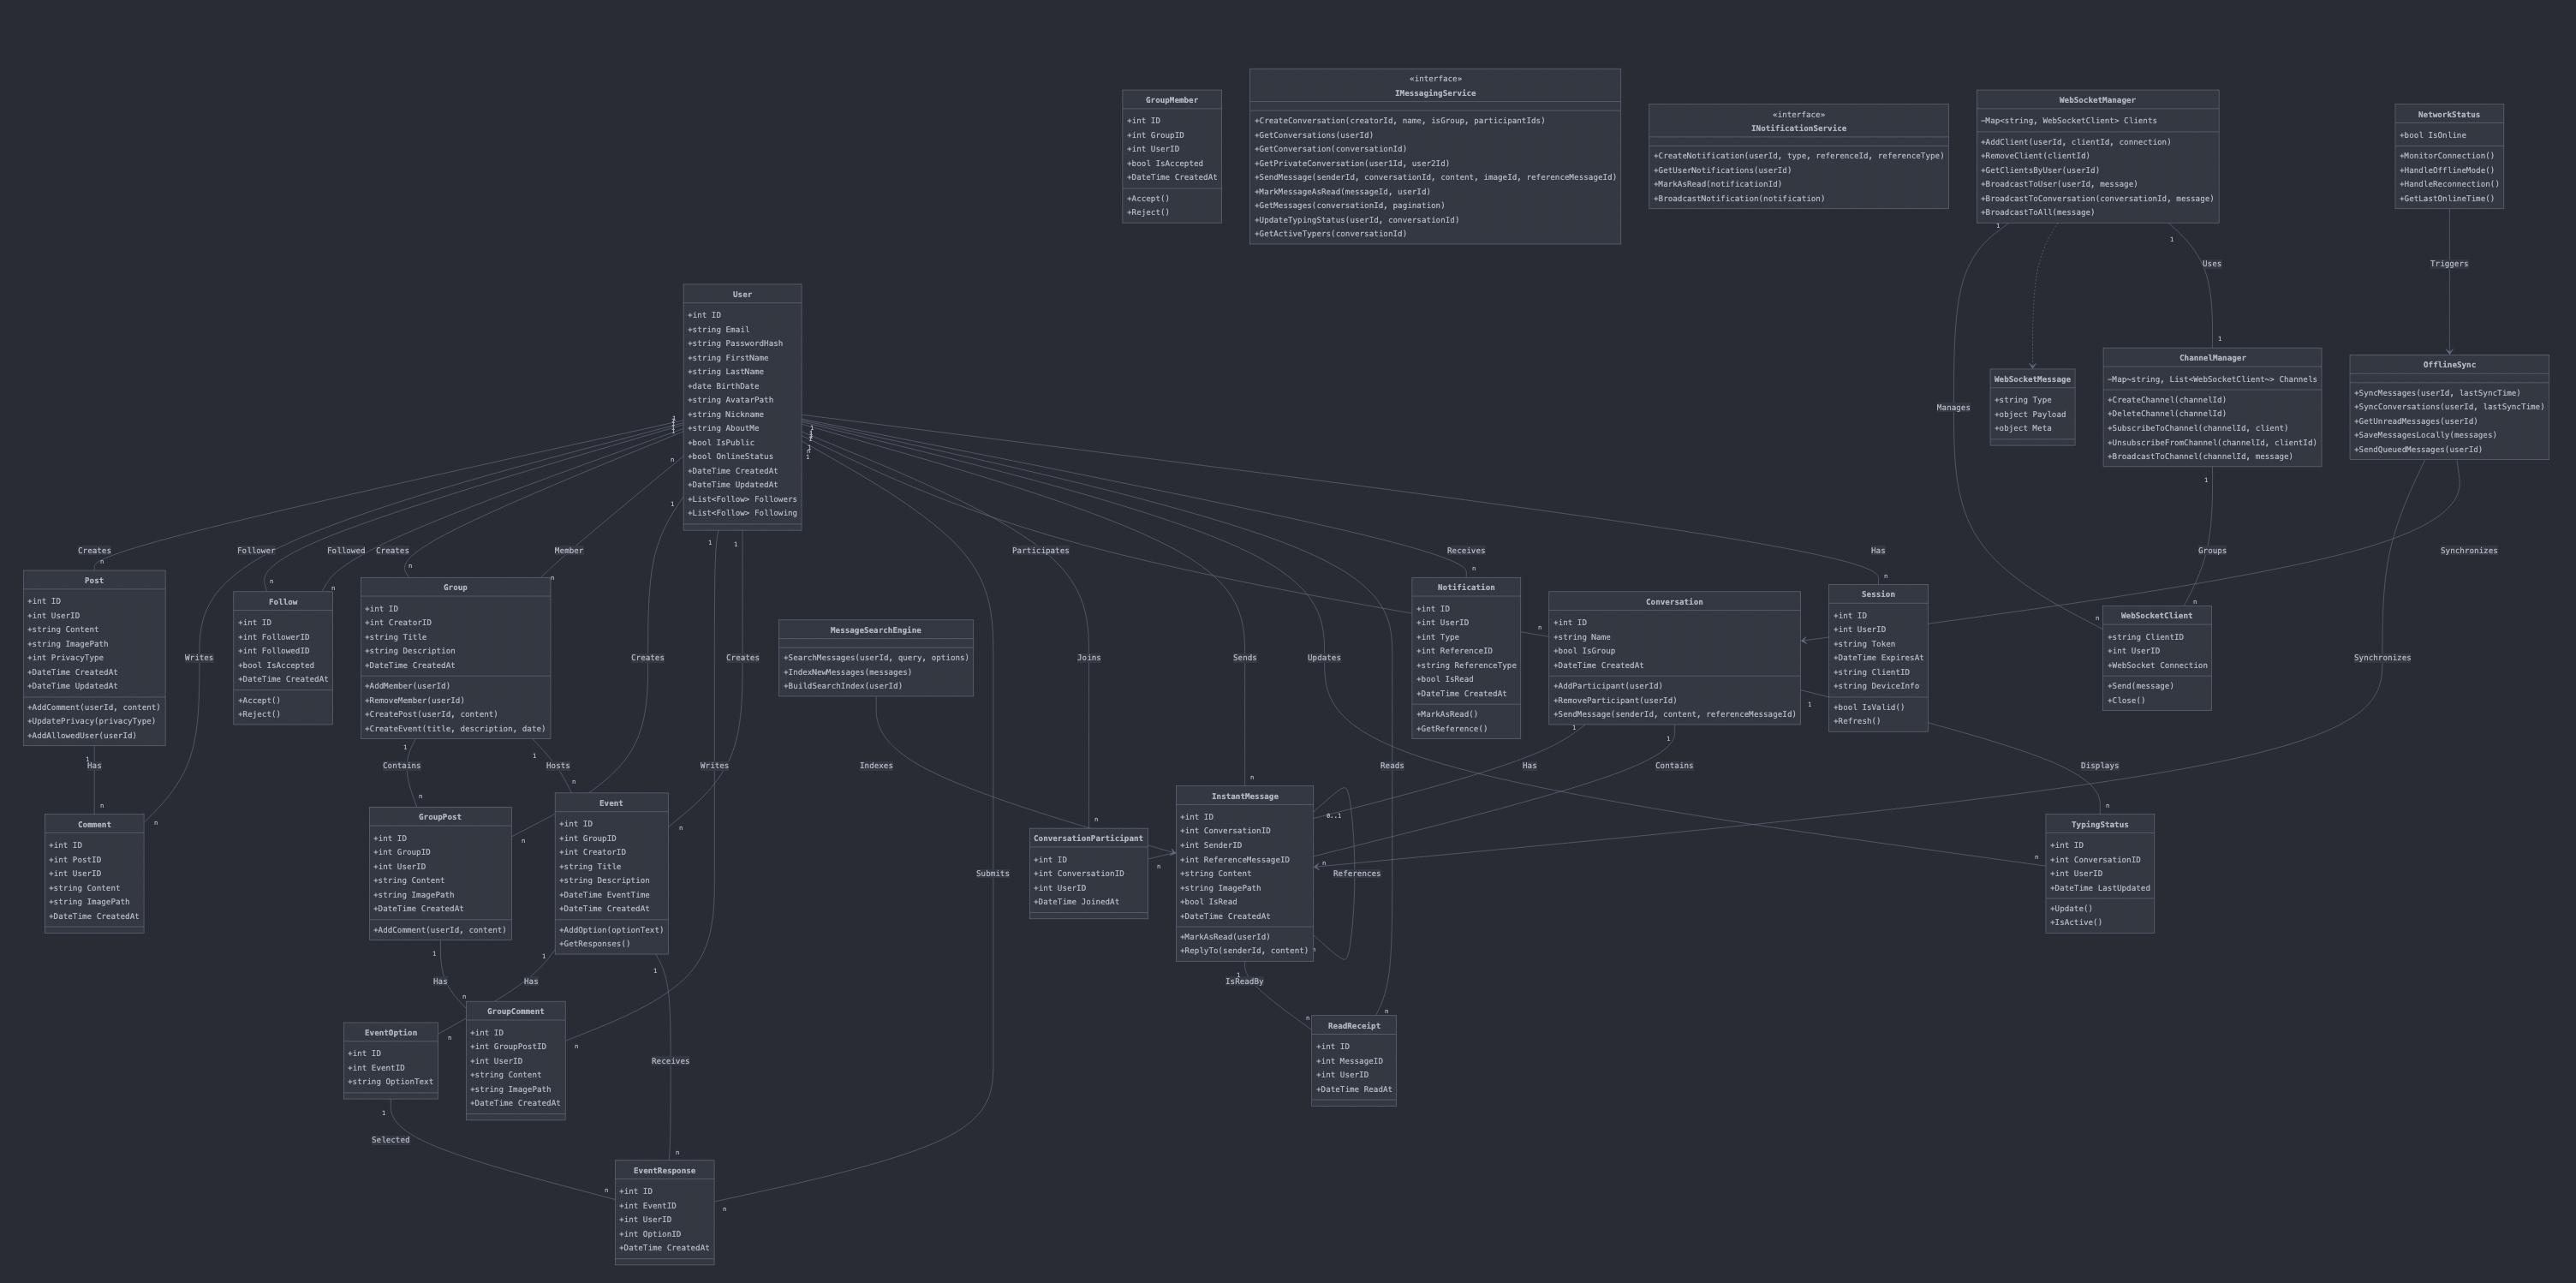 GroupMember
+int ID
+int GroupID
+int UserID
+bool IsAccepted
+DateTime CreatedAt
+Accept()
+Reject()
«interface»
IMessagingService
+CreateConversation(creatorId, name, isGroup, participantIds)
+GetConversations(userId)
+GetConversation(conversationId)
+GetPrivateConversation(user1Id, user2Id)
+SendMessage(senderId, conversationId, content, imageId, referenceMessageId)
+MarkMessageAsRead(messageId, userId)
+GetMessages(conversationId, pagination)
+UpdateTypingStatus(userId, conversationId)
+GetActiveTypers(conversationId)
«interface»
INotificationService
+CreateNotification(userId, type, referenceId, referenceType)
+GetUserNotifications(userId)
+MarkAsRead(notificationId)
+BroadcastNotification(notification)
WebSocketManager
-Map<string, WebSocketClient> Clients
+AddClient(userId, clientId, connection)
+RemoveClient(clientId)
+GetClientsByUser(userId)
+BroadcastToUser(userId, message)
+BroadcastToConversation(conversationId, message)
+BroadcastToAll(message)
NetworkStatus
+bool IsOnline
+MonitorConnection()
+HandleOfflineMode()
+HandleReconnection()
+GetLastOnlineTime()
1
1
Uses
Triggers
1
Manages
User
+int ID
+string Email
+string PasswordHash
+string FirstName
+string LastName
+date BirthDate
+string AvatarPath
+string Nickname
+string AboutMe
+bool IsPublic
+bool OnlineStatus
+DateTime CreatedAt
+DateTime UpdatedAt
+List<Follow> Followers
+List<Follow> Following
WebSocketMessage
+string Type
+object Payload
+object Meta
ChannelManager
-Map~string, List<WebSocketClient~> Channels
+CreateChannel(channelId)
+DeleteChannel(channelId)
+SubscribeToChannel(channelId, client)
+UnsubscribeFromChannel(channelId, clientId)
+BroadcastToChannel(channelId, message)
OfflineSync
+SyncMessages(userId, lastSyncTime)
+SyncConversations(userId, lastSyncTime)
+GetUnreadMessages(userId)
+SaveMessagesLocally(messages)
+SendQueuedMessages(userId)
1
1
n
1
1
1
1
1
Creates
Follower
Followed
Creates
Member
Participates
Receives
Has
Groups
Synchronizes
n
n
n
n
n
n
n
n
n
n
n
Post
+int ID
+int UserID
+string Content
+string ImagePath
+int PrivacyType
+DateTime CreatedAt
+DateTime UpdatedAt
+AddComment(userId, content)
+UpdatePrivacy(privacyType)
+AddAllowedUser(userId)
Follow
+int ID
+int FollowerID
+int FollowedID
+bool IsAccepted
+DateTime CreatedAt
+Accept()
+Reject()
Group
+int ID
+int CreatorID
+string Title
+string Description
+DateTime CreatedAt
+AddMember(userId)
+RemoveMember(userId)
+CreatePost(userId, content)
+CreateEvent(title, description, date)
MessageSearchEngine
+SearchMessages(userId, query, options)
+IndexNewMessages(messages)
+BuildSearchIndex(userId)
Notification
+int ID
+int UserID
+int Type
+int ReferenceID
+string ReferenceType
+bool IsRead
+DateTime CreatedAt
+MarkAsRead()
+GetReference()
Conversation
+int ID
+string Name
+bool IsGroup
+DateTime CreatedAt
+AddParticipant(userId)
+RemoveParticipant(userId)
+SendMessage(senderId, content, referenceMessageId)
Session
+int ID
+int UserID
+string Token
+DateTime ExpiresAt
+string ClientID
+string DeviceInfo
+bool IsValid()
+Refresh()
WebSocketClient
+string ClientID
+int UserID
+WebSocket Connection
+Send(message)
+Close()
Writes
Creates
Creates
Joins
Sends
Updates
Synchronizes
1
1
1
1
1
1
Has
Contains
Hosts
Writes
Indexes
Reads
Has
Contains
Displays
n
n
n
n
n
n
n
n
n
n
Comment
+int ID
+int PostID
+int UserID
+string Content
+string ImagePath
+DateTime CreatedAt
GroupPost
+int ID
+int GroupID
+int UserID
+string Content
+string ImagePath
+DateTime CreatedAt
+AddComment(userId, content)
Event
+int ID
+int GroupID
+int CreatorID
+string Title
+string Description
+DateTime EventTime
+DateTime CreatedAt
+AddOption(optionText)
+GetResponses()
ConversationParticipant
+int ID
+int ConversationID
+int UserID
+DateTime JoinedAt
InstantMessage
+int ID
+int ConversationID
+int SenderID
+int ReferenceMessageID
+string Content
+string ImagePath
+bool IsRead
+DateTime CreatedAt
+MarkAsRead(userId)
+ReplyTo(senderId, content)
0..1
n
n
References
Submits
TypingStatus
+int ID
+int ConversationID
+int UserID
+DateTime LastUpdated
+Update()
+IsActive()
1
1
1
1
Has
Has
IsReadBy
n
n
n
n
n
EventOption
+int ID
+int EventID
+string OptionText
GroupComment
+int ID
+int GroupPostID
+int UserID
+string Content
+string ImagePath
+DateTime CreatedAt
ReadReceipt
+int ID
+int MessageID
+int UserID
+DateTime ReadAt
Receives
1
Selected
n
n
n
EventResponse
+int ID
+int EventID
+int UserID
+int OptionID
+DateTime CreatedAt